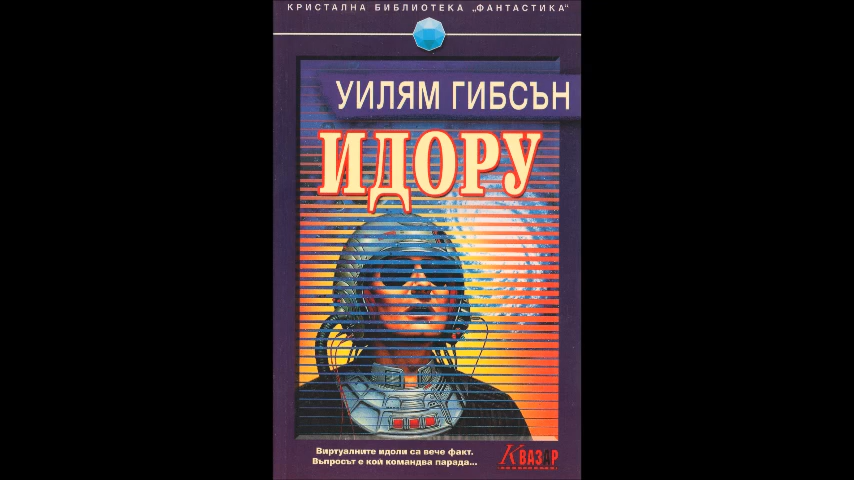 КРИСТАЛНА БИБЛИОТЕКА „ФАНТАСТИКА“
УИЛЯМ ГИБСЪН
ИДОРУ
Виртуалните идоли са вече факт.
Въпросът е кой командва парада...
КВАЗАР